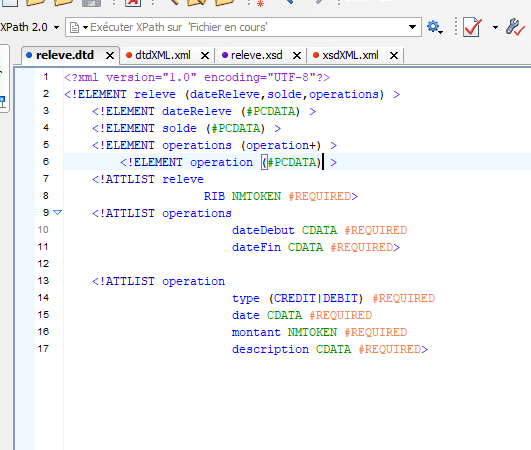 XPath 2.0 Exécuter XPath sur 'Fichier en cours'
releve.dtd dtdXML.xml releve.xsd xsdXML.xml
1 <?xml version="1.0" encoding="UTF-8"?>
2 <!ELEMENT releve (dateReleve,solde,operations) >
3 <!ELEMENT dateReleve (#PCDATA) >
4 <!ELEMENT solde (#PCDATA) >
5 <!ELEMENT operations (operation+) >
6 <!ELEMENT operation (#PCDATA) >
7 <!ATTLIST releve
8 RIB NMTOKEN #REQUIRED>
9 <!ATTLIST operations
10 dateDebut CDATA #REQUIRED
11 dateFin CDATA #REQUIRED>
12
13 <!ATTLIST operation
14 type (CREDIT|DEBIT) #REQUIRED
15 date CDATA #REQUIRED
16 montant NMTOKEN #REQUIRED
17 description CDATA #REQUIRED>